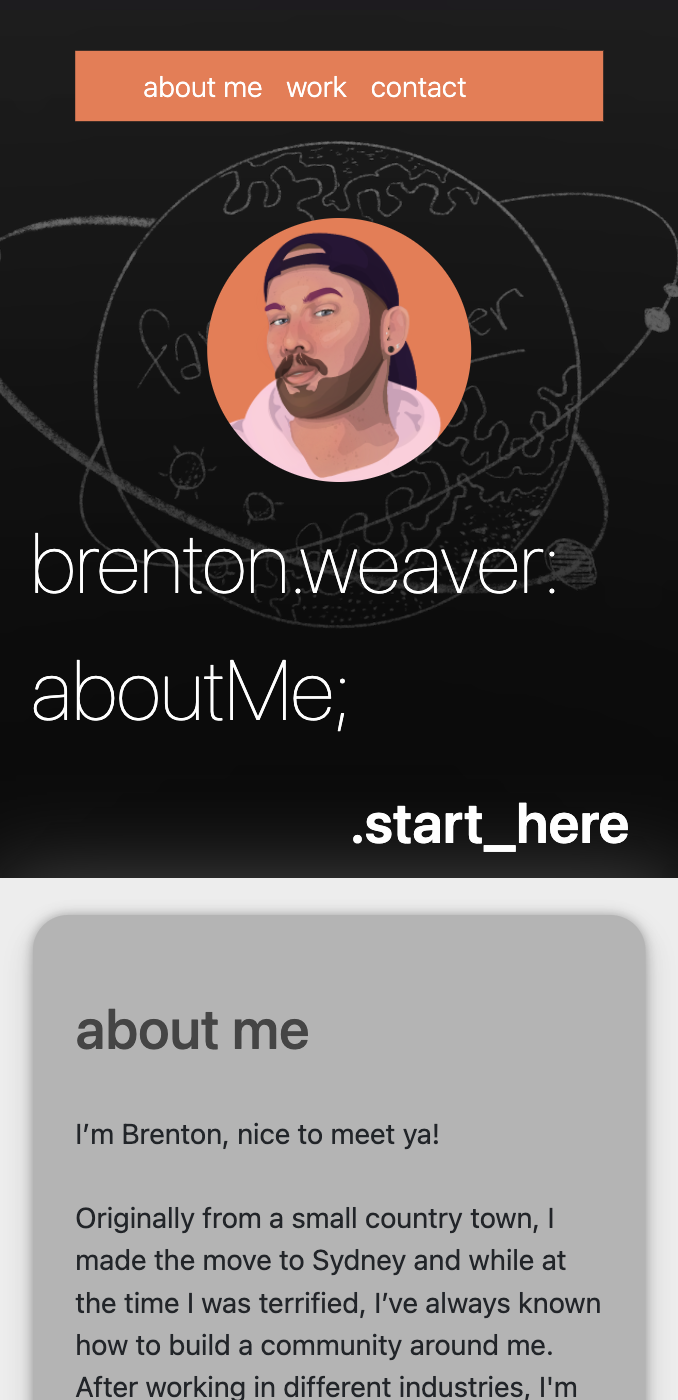 about me work contact
brenton.weaver:
aboutMe;
.start_here
about me
I’m Brenton, nice to meet ya!
Originally from a small country town, I
made the move to Sydney and while at
the time I was terrified, I’ve always known
how to build a community around me.
After working in different industries, I'm